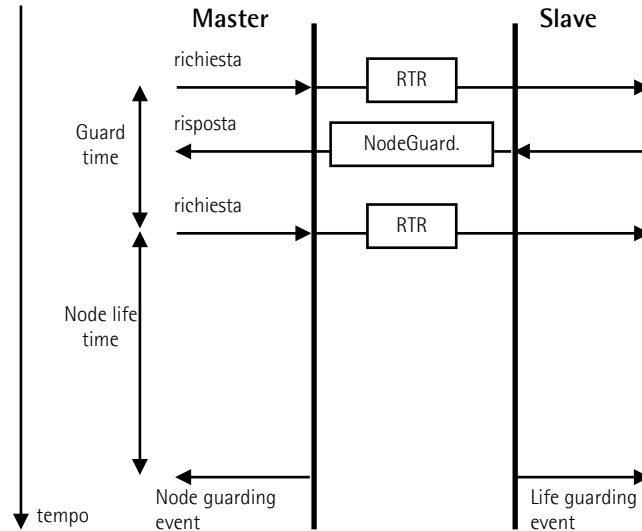 Master
Slave
richiesta
RTR
Guard
time
risposta
NodeGuard.
richiesta
RTR
Node life
time
Node guarding
event
Life guarding
event
tempo